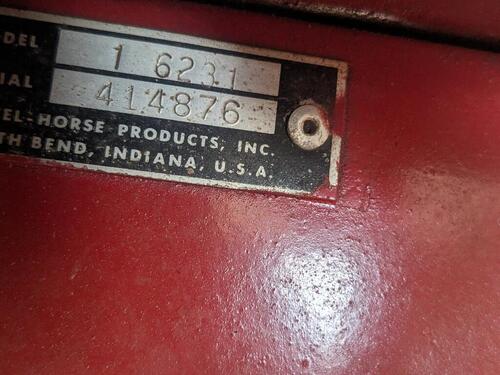 DEL 1 6231
IAL 414876
EL-HORSE PRODUCTS, INC.
TH BEND, INDIANA, U.S.A.